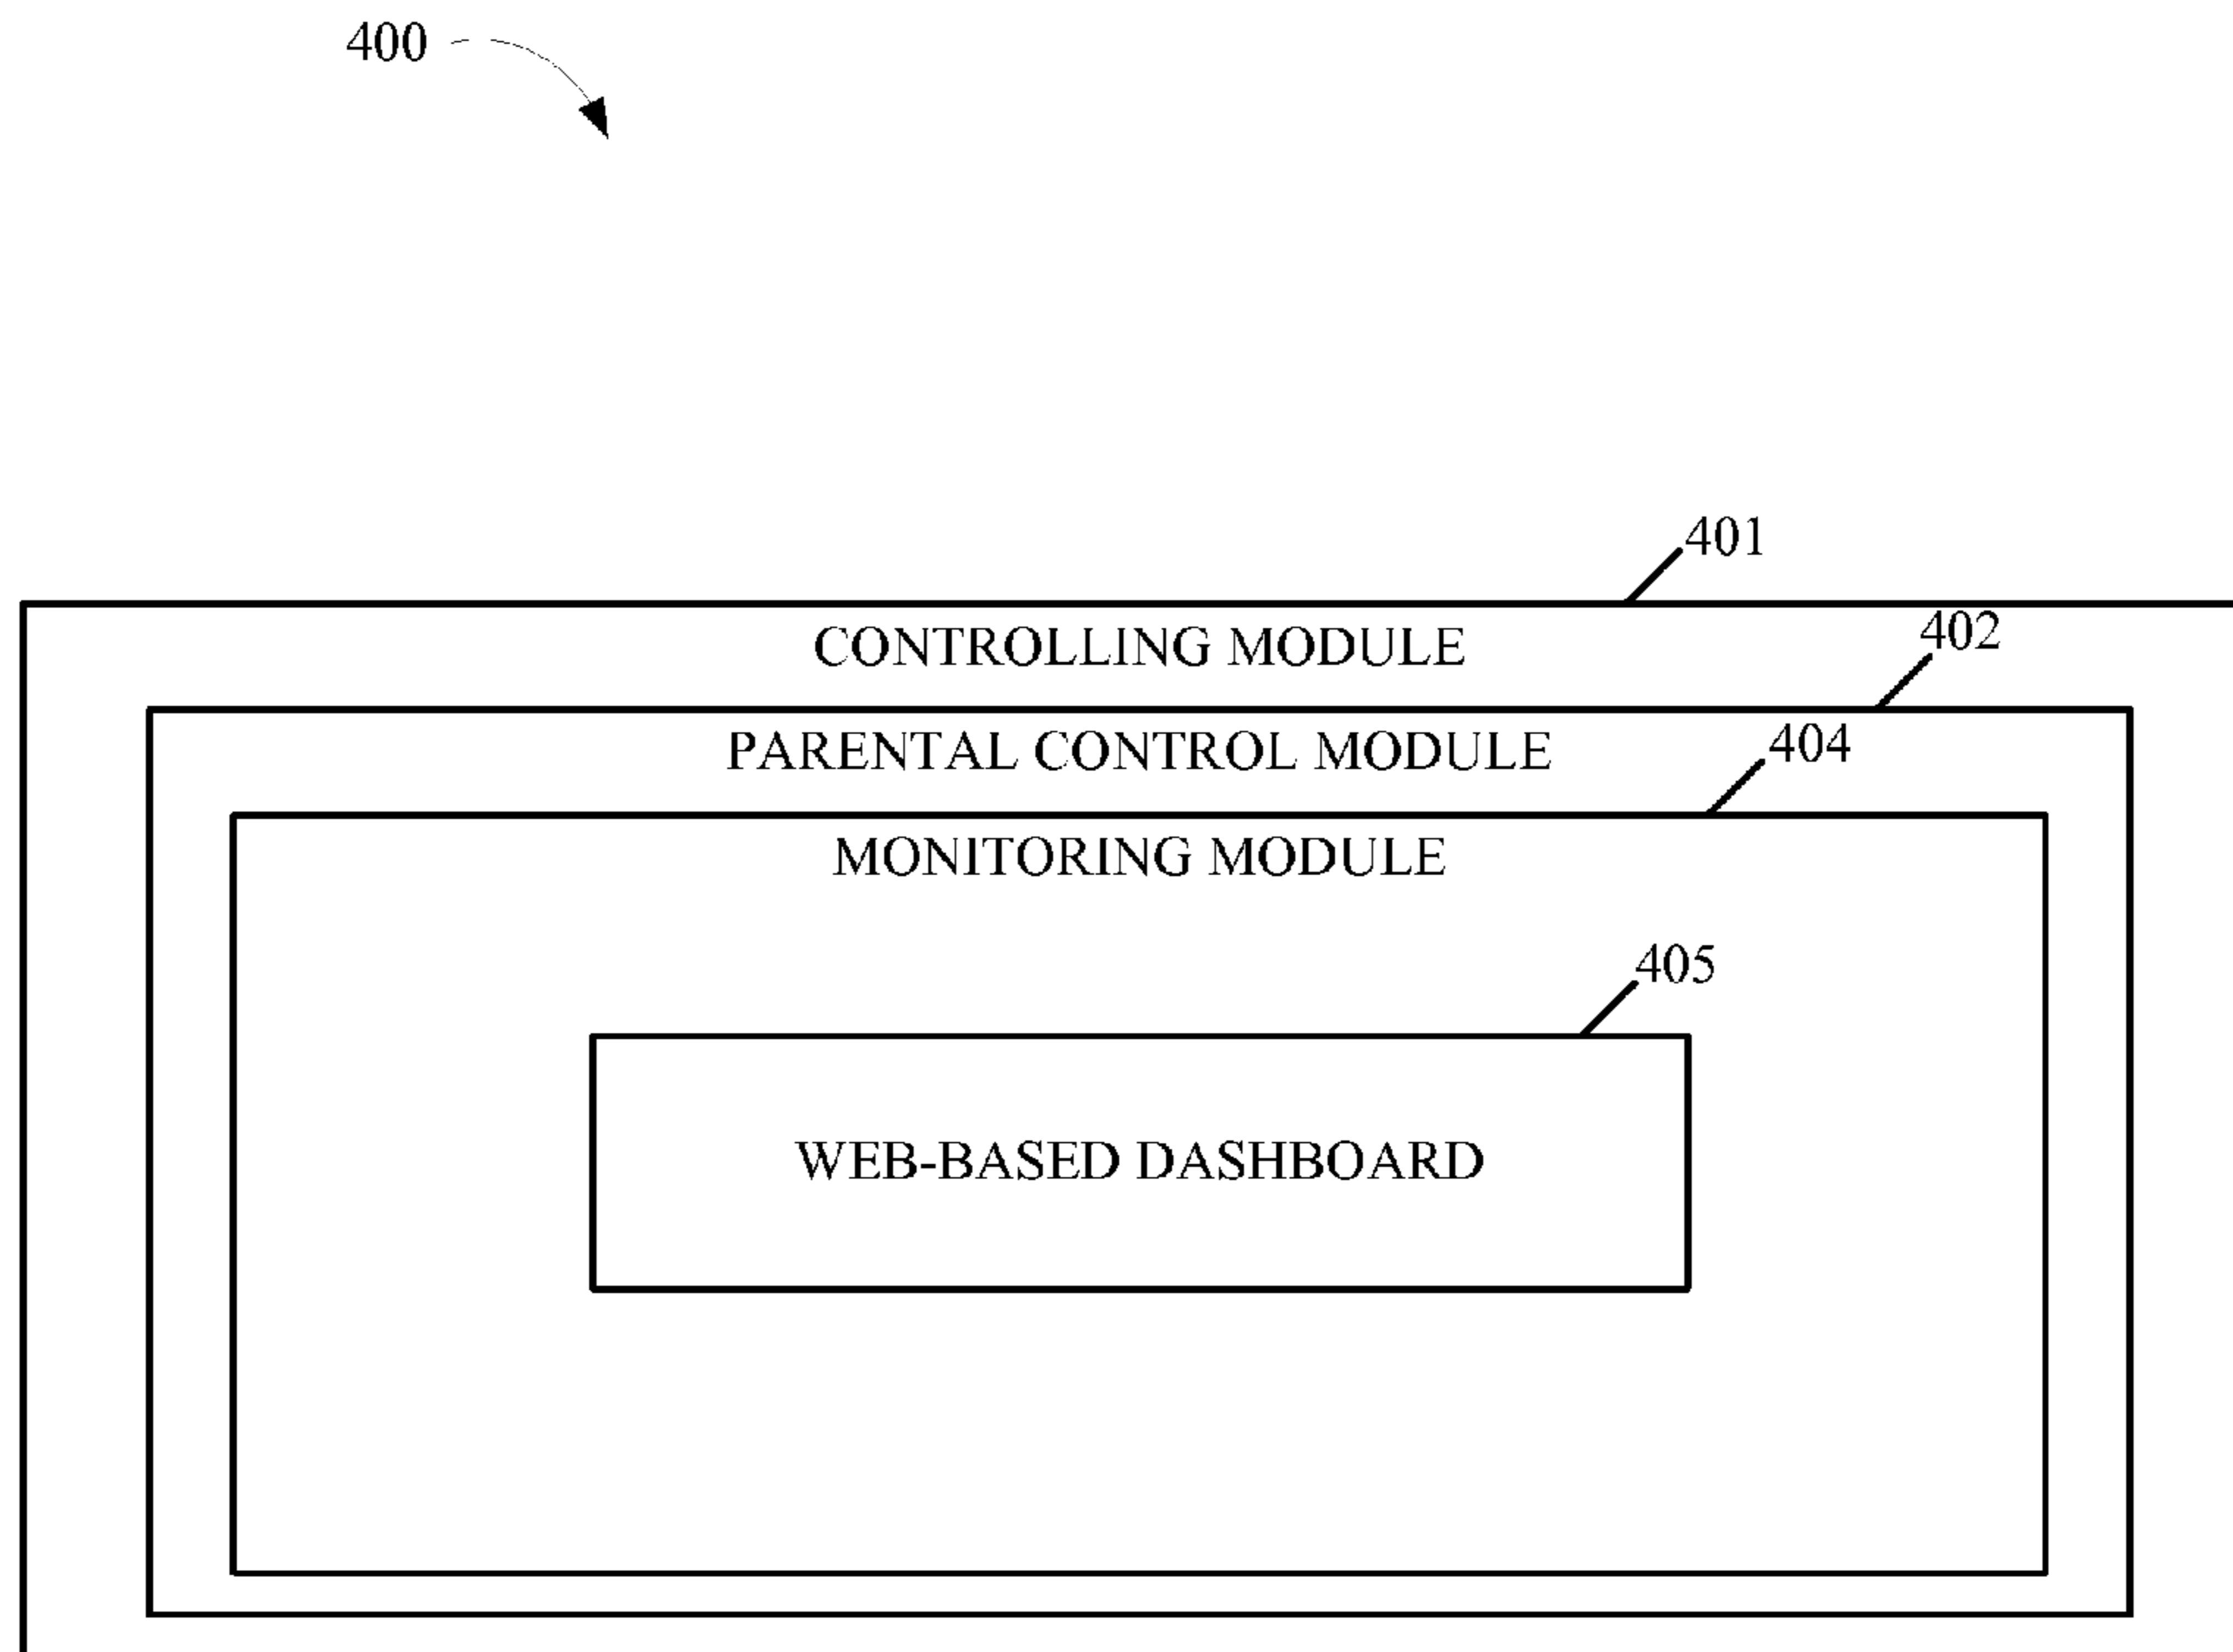 400
401
CONTROLLING MODULE
402
PARENTAL CONTROL MODULE
404
MONITORING MODULE
405
WEB-BASED DASHBOARD